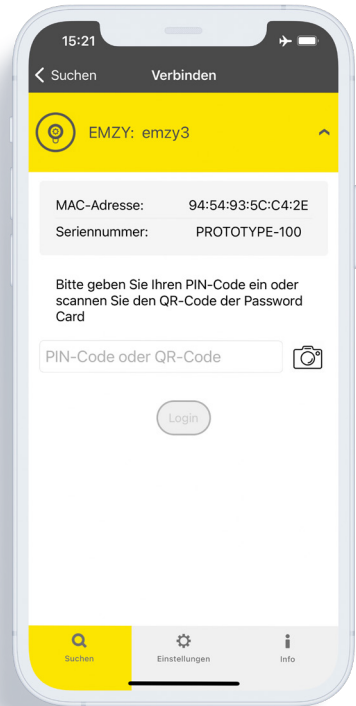 15:21
Suchen
Verbinden
EMZY: emzy3
MAC-Adresse: 94:54:93:5C:C4:2E
Seriennummer: PROTOTYPE-100
Bitte geben Sie Ihren PIN-Code ein oder
scannen Sie den QR-Code der Password
Card
PIN-Code oder QR-Code
Login
Suchen
Einstellungen
Info